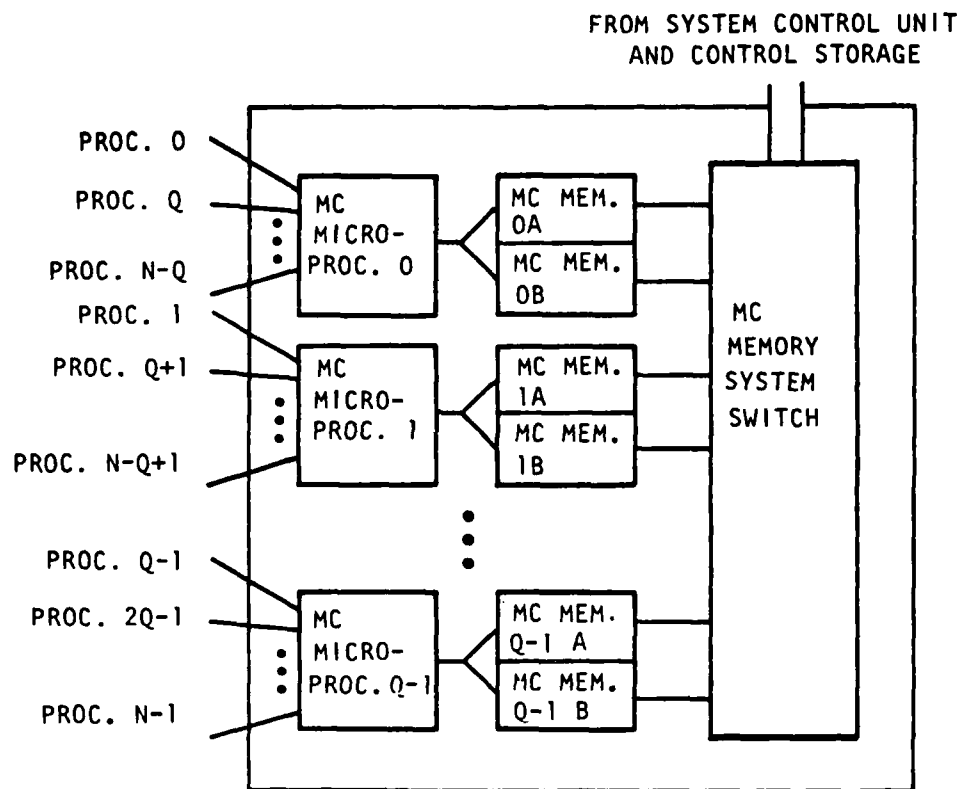 FROM SYSTEM CONTROL UNIT
AND CONTROL STORAGE
PROC. 0
PROC. Q
PROC. N-Q
PROC. 1
PROC. Q+1
PROC. N-Q+1
PROC. Q-1
PROC. 2Q-1
PROC. N-1
MC
MICRO-
PROC. 0
MC
MICRO-
PROC. 1
MC
MICRO-
PROC. Q-1
MC MEM.
0A
MC MEM.
0B
MC MEM.
1A
MC MEM.
1B
MC MEM.
Q-1 A
MC MEM.
Q-1 B
MC
MEMORY
SYSTEM
SWITCH